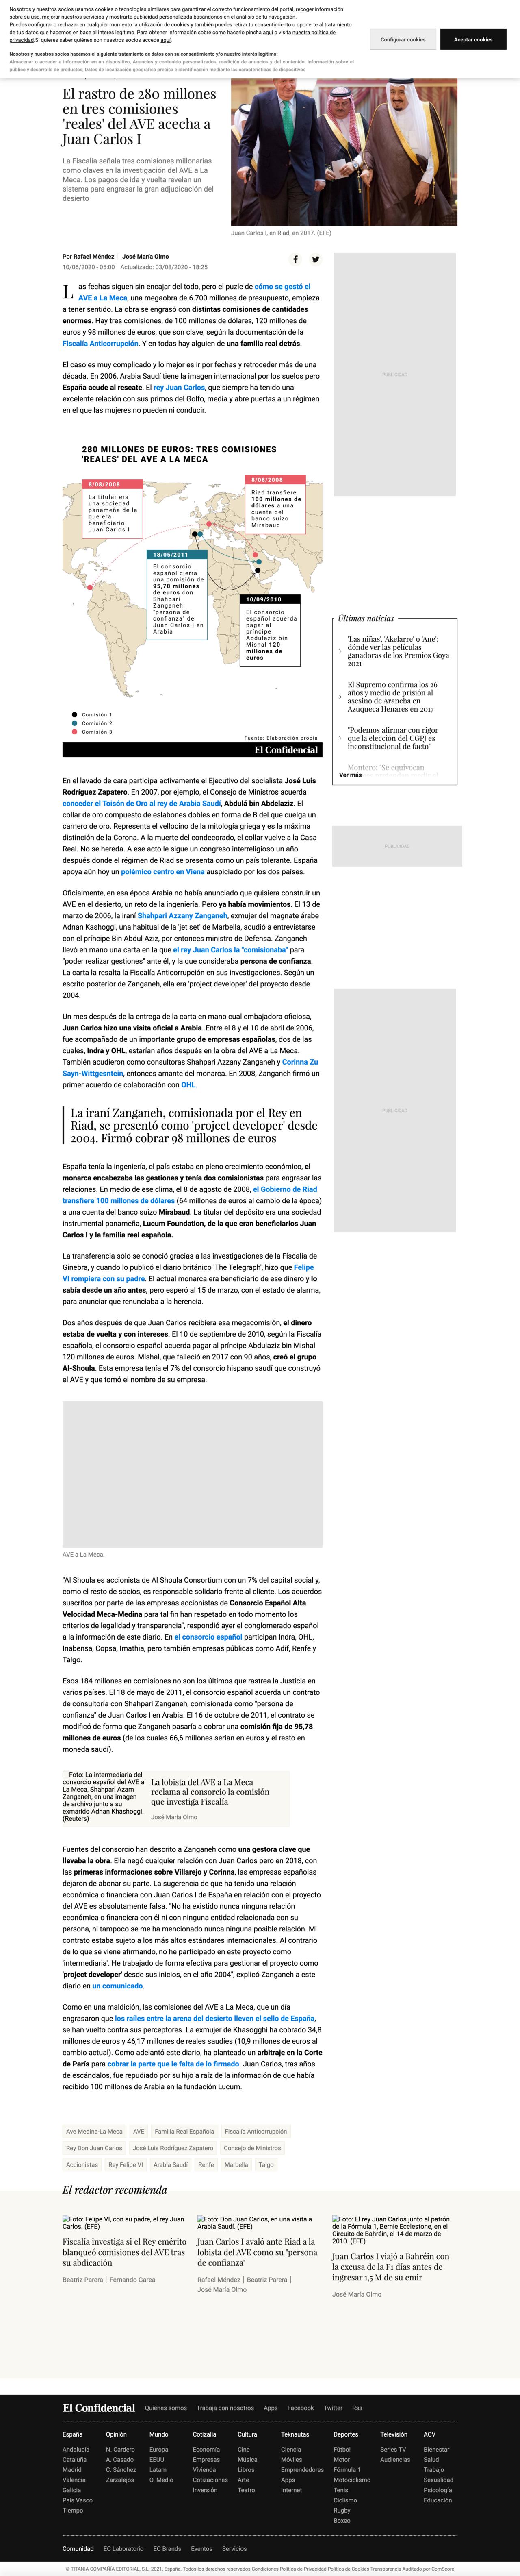 Nosotros y nuestros socios usamos cookies o tecnologías similares para garantizar el correcto funcionamiento del portal, recoger información
sobre su uso, mejorar nuestros servicios y mostrarte publicidad personalizada basándonos en el análisis de tu navegación.
Puedes configurar o rechazar en cualquier momento la utilización de cookies y también puedes retirar tu consentimiento u oponerte al tratamiento
de tus datos que hacemos en base al interés legítimo. Para obtener información sobre cómo hacerlo pincha aquí o visita nuestra política de
privacidad Si quieres saber quiénes son nuestros socios accede aquí.
Nosotros y nuestros socios hacemos el siguiente tratamiento de datos con su consentimiento y/o nuestro interés legítimo:
Almacenar o acceder a información en un dispositivo, Anuncios y contenido personalizados, medición de anuncios y del contenido, información sobre el
público y desarrollo de productos, Datos de localización geográfica precisa e identificación mediante las características de dispositivos
Configurar cookies
Aceptar cookies
El rastro de 280 millones
en tres comisiones
'reales' del AVE acecha a
Juan Carlos I
La Fiscalía señala tres comisiones millonarias
como claves en la investigación del AVE a La
Meca. Los pagos de ida y vuelta revelan un
sistema para engrasar la gran adjudicación del
desierto
Juan Carlos I, en Riad, en 2017. (EFE)
Por Rafael Méndez | José María Olmo
10/06/2020 - 05:00 Actualizado: 03/08/2020 - 18:25
Las fechas siguen sin encajar del todo, pero el puzle de cómo se gestó el
AVE a La Meca, una megaobra de 6.700 millones de presupuesto, empieza
a tener sentido. La obra se engrasó con distintas comisiones de cantidades
enormes. Hay tres comisiones, de 100 millones de dólares, 120 millones de
euros y 98 millones de euros, que son clave, según la documentación de la
Fiscalía Anticorrupción. Y en todas hay alguien de una familia real detrás.
El caso es muy complicado y lo mejor es ir por fechas y retroceder más de una
década. En 2006, Arabia Saudí tiene la imagen internacional por los suelos pero
España acude al rescate. El rey Juan Carlos, que siempre ha tenido una
excelente relación con sus primos del Golfo, media y abre puertas a un régimen
en el que las mujeres no pueden ni conducir.
280 MILLONES DE EUROS: TRES COMISIONES
'REALES' DEL AVE A LA MECA
8/08/2008
La titular era
una sociedad
panameña de la
que era
beneficiario
Juan Carlos I
8/08/2008
Riad transfiere
100 millones de
dólares a una
cuenta del
banco suizo
Mirabaud
18/05/2011
El consorcio
español cierra
una comisión de
95,78 millones
de euros con
Shahpari
Zanganeh,
"persona de
confianza" de
Juan Carlos I en
Arabia
10/09/2010
El consorcio
español acuerda
pagar al
príncipe
Abdulaziz bin
Mishal 120
millones de
euros
Comisión 1
Comisión 2
Comisión 3
Fuente: Elaboración propia
El Confidencial
En el lavado de cara participa activamente el Ejecutivo del socialista José Luis
Rodríguez Zapatero. En 2007, por ejemplo, el Consejo de Ministros acuerda
conceder el Toisón de Oro al rey de Arabia Saudí, Abdulá bin Abdelaziz. El
collar de oro compuesto de eslabones dobles en forma de B del que cuelga un
carnero de oro. Representa el vellocino de la mitología griega y es la máxima
distinción de la Corona. A la muerte del condecorado, el collar vuelve a la Casa
Real. No se hereda. A ese acto le sigue un congreso interreligioso un año
después donde el régimen de Riad se presenta como un país tolerante. España
apoya aún hoy un polémico centro en Viena auspiciado por los dos países.
Oficialmente, en esa época Arabia no había anunciado que quisiera construir un
AVE en el desierto, un reto de la ingeniería. Pero ya había movimientos. El 13 de
marzo de 2006, la iraní Shahpari Azzany Zanganeh, exmujer del magnate árabe
Adnan Kashoggi, una habitual de la 'jet set' de Marbella, acudió a entrevistarse
con el príncipe Bin Abdul Aziz, por entonces ministro de Defensa. Zanganeh
llevó en mano una carta en la que el rey Juan Carlos la "comisionaba" para
"poder realizar gestiones" ante él, y la que consideraba persona de confianza.
La carta la resalta la Fiscalía Anticorrupción en sus investigaciones. Según un
escrito posterior de Zanganeh, ella era 'project deleloper' del proyecto desde
2004.
Un mes después de la entrega de la carta en mano cual embajadora oficiosa,
Juan Carlos hizo una visita oficial a Arabia. Entre el 8 y el 10 de abril de 2006,
fue acompañado de un importante grupo de empresas españolas, dos de las
cuales, Indra y OHL, estarían años después en la obra del AVE a La Meca.
También acudieron como consultoras Shahpari Azzany Zanganeh y Corinna Zu
Sayn-Wittgesntein, entonces amante del monarca. En 2008, Zanganeh firmó un
primer acuerdo de colaboración con OHL.
La iraní Zanganeh, comisionada por el Rey en
Riad, se presentó como 'project developer' desde
2004. Firmó cobrar 98 millones de euros
España tenía la legítima, el país estaba en pleno crecimiento económico, el
monarca encabezaba las gestiones y tenía dos comisionistas para engrasar las
relaciones. En medio de ese clima, el 8 de agosto de 2008, el Gobierno de Riad
transfiere 100 millones de dólares (64 millones de euros al cambio de la época)
a una cuenta del banco suizo Mirabaud. La titular del depósito era una sociedad
instrumental panameña, Lucum Foundation, de la que eran beneficiarios Juan
Carlos I y la familia real española.
La transferencia solo se conoció gracias a las investigaciones de la Fiscalía de
Ginebra, y cuando lo publicó el diario británico 'The Telegraph', hizo que Felipe
VI rompiera con su padre. El actual monarca era beneficiario de ese dinero y lo
sabía desde un año antes, pero esperó al 15 de marzo, con el estado de alarma,
para anunciar que renunciaba a la herencia.
Dos años después de que Juan Carlos recibiera esa megacomisión, el dinero
estaba de vuelta y con intereses. El 10 de septiembre de 2010, según la Fiscalía
española, el consorcio español acuerda pagar al príncipe Abdulaziz bin Mishal
120 millones de euros. Mishal, que falleció en 2017 con 90 años, creó el grupo
Al-Shoula. Esta empresa tenía el 7% del consorcio hispano saudí que construyó
el AVE y que tomó el nombre de su empresa.
AVE a La Meca.
"Al Shoula es accionista de Al Shoula Consortium con un 7% del capital social y,
como el resto de socios, es responsable solidario frente al cliente. Los acuerdos
suscritos por parte de las empresas accionistas de Consorcio Español Alta
Velocidad Meca-Medina para tal fin han respetado en todo momento los
criterios de legalidad y transparencia", respondió ayer el conglomerado español
a la información de este diario. En el consorcio español participan Indra, OHL,
Inabensa, Copsa, Imathia, pero también empresas públicas como Adif, Renfe y
Talgo.
Esos 184 millones en comisiones no son los últimos que rastrea la Justicia en
varios países. El 18 de mayo de 2011, el consorcio español acuerda un contrato
de consultoría con Shahpari Zanganeh, comisionada como "persona de
confianza" de Juan Carlos I en Arabia. El 16 de octubre de 2011, el contrato se
modificó de forma que Zanganeh pasaría a cobrar una comisión fija de 95,78
millones de euros (de los cuales 66,6 millones serían en euros y el resto en
moneda saudí).
Foto: La intermediaria del
consorcio español del AVE a
La Meca, Shahpari Azam
Zanganeh, en una imagen
de archivo junto a su
exmarido Adnan Khashoggi.
(Reuters)
La lobista del AVE a La Meca
reclama al consorcio la comisión
que investiga Fiscalía
José María Olmo
Fuentes del consorcio han descrito a Zanganeh como una gestora clave que
llevaba la obra. Ella negó cualquier relación con Juan Carlos pero en 2018, con
las primeras informaciones sobre Villarejo y Corinna, las empresas españolas
dejaron de abonar su parte. La sugerencia de que ha tenido una relación
económica o financiera con Juan Carlos I de España en relación con el proyecto
del AVE es absolutamente falsa. "No ha existido nunca ninguna relación
económica o financiera con él ni con ninguna entidad relacionada con su
persona, ni tampoco se me ha mencionado nunca ninguna posible relación. Mi
contrato estaba sujeto a los más altos estándares internacionales. Al contrario
de lo que se viene afirmando, no he participado en este proyecto como
'intermediaria'. He trabajado de forma efectiva para gestionar el proyecto como
'project developer' desde sus inicios, en el año 2004", explicó Zanganeh a este
diario en un comunicado.
Como en una maldición, las comisiones del AVE a La Meca, que un día
engrasaron que los raíles entre la arena del desierto lleven el sello de España,
se han vuelto contra sus perceptores. La exmujer de Khasogghi ha cobrado 34,8
millones de euros y 46,17 millones de reales saudíes (10,9 millones de euros al
cambio actual). Como adelantó este diario, ha planteado un arbitraje en la Corte
de París para cobrar la parte que le falta de lo firmado. Juan Carlos, tras años
de escándalos, fue repudiado por su hijo a raíz de la información de que había
recibido 100 millones de Arabia en la fundación Lucum.
Ave Medina-La Meca AVE Familia Real Española Fiscalía Anticorrupción
Rey Don Juan Carlos José Luis Rodríguez Zapatero Consejo de Ministros
Accionistas Rey Felipe VI Arabia Saudí Renfe Marbella Talgo
PUBLICIDAD
Últimas noticias
'Las niñas', 'Akelarre' o 'Ane':
dónde ver las películas
ganadoras de los Premios Goya
2021
El Supremo confirma los 26
años y medio de prisión al
asesino de Arancha en
Azuqueca Henares en 2017
"Podemos afirmar con rigor
que la elección del CGPJ es
inconstitucional de facto"
Montero: "Se equivocan
Ver más
PUBLICIDAD
PUBLICIDAD
El redactor recomienda
Foto: Felipe VI, con su padre, el rey Juan
Carlos. (EFE)
Fiscalía investiga si el Rey emérito
blanqueó comisiones del AVE tras
su abdicación
Beatriz Parera | Fernando Garea
Foto: Don Juan Carlos, en una visita a
Arabia Saudí. (EFE)
Juan Carlos I avaló ante Riad a la
lobista del AVE como su "persona
de confianza"
Rafael Méndez | Beatriz Parera |
José María Olmo
Foto: El rey Juan Carlos junto al patrón
de la Fórmula 1, Bernie Ecclestone, en el
Circuito de Bahréin, el 14 de marzo de
2010. (EFE)
Juan Carlos I viajó a Bahréin con
la excusa de la F1 días antes de
ingresar 1,5 M de su emir
José María Olmo
El Confidencial Quiénes somos Trabaja con nosotros Apps Facebook Twitter Rss
España
Andalucía
Cataluña
Madrid
Valencia
Galicia
País Vasco
Tiempo
Opinión
N. Cardero
A. Casado
C. Sánchez
Zarzalejos
Mundo
Europa
EEUU
Latam
O. Medio
Cotizalia
Economía
Empresas
Vivienda
Cotizaciones
Inversión
Cultura
Cine
Música
Libros
Arte
Teatro
Teknautas
Ciencia
Móviles
Emprendedores
Apps
Internet
Deportes
Fútbol
Motor
Fórmula 1
Motociclismo
Tenis
Ciclismo
Rugby
Boxeo
Televisión
Series TV
Audiencias
ACV
Bienestar
Salud
Trabajo
Sexualidad
Psicología
Educación
Comunidad EC Laboratorio EC Brands Eventos Servicios
© TITANIA COMPAÑÍA EDITORIAL, S.L. 2021. España. Todos los derechos reservados Condiciones Política de Privacidad Política de Cookies Transparencia Auditado por ComScore